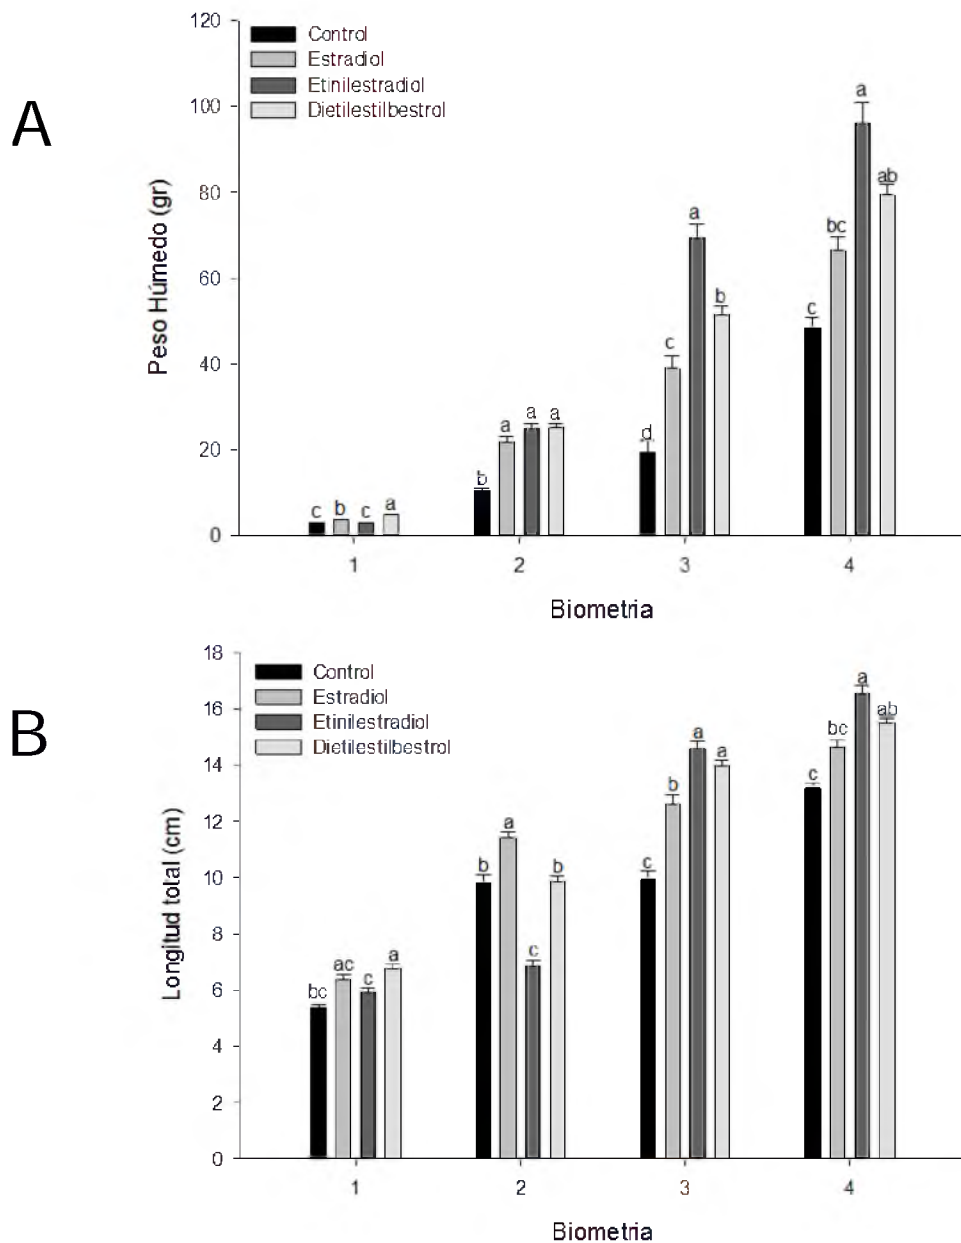 A
Peso Húmedo (gr)
120
100
80
60
40
20
0
Control
Estradiol
Etinilestradiol
Dietilestilbestrol
c b c a
b a a a
d c a b
c bc a ab
1 2 3 4
Biometria
B
Longitud total (cm)
18
16
14
12
10
8
6
4
2
0
Control
Estradiol
Etinilestradiol
Dietilestilbestrol
bc ac c a
b a c b
c b a a
c bc a ab
1 2 3 4
Biometria